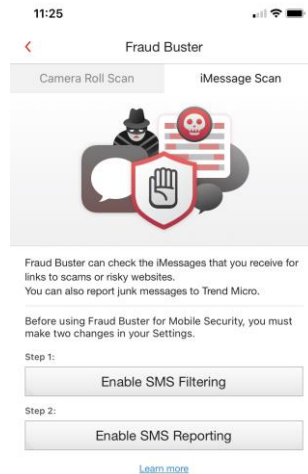 11:25
Fraud Buster
Camera Roll Scan
iMessage Scan
Fraud Buster can check the iMessages that you receive for
links to scams or risky websites.
You can also report junk messages to Trend Micro.
Before using Fraud Buster for Mobile Security, you must
make two changes in your Settings.
Step 1:
Enable SMS Filtering
Step 2:
Enable SMS Reporting
Learn more